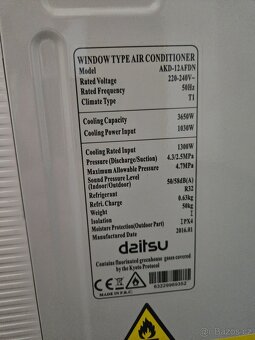 WINDOW TYPE AIR CONDITIONER
Model AKD-12AFDN
Rated Voltage 220-240V~
Rated Frequency 50Hz
Climate Type T1
Cooling Capacity 3650W
Cooling Power Input 1030W
Cooling Rated Input 1300W
Pressure (Discharge/Suction) 4.3/2.5MPa
Maximum Allowable Pressure 4.7MPa
Sound Pressure Level (Indoor/Outdoor) 50/58dB(A)
Refrigerant R32
0.63kg
Weight 50kg
Isolation I
Moisture Protection(Outdoor Part) IPX4
Manufactured Date 2016.01
daitsu
Contains fluorinated greenhouse gases covered
by the Kyoto Protocol
CE
MADE IN P.R.C.